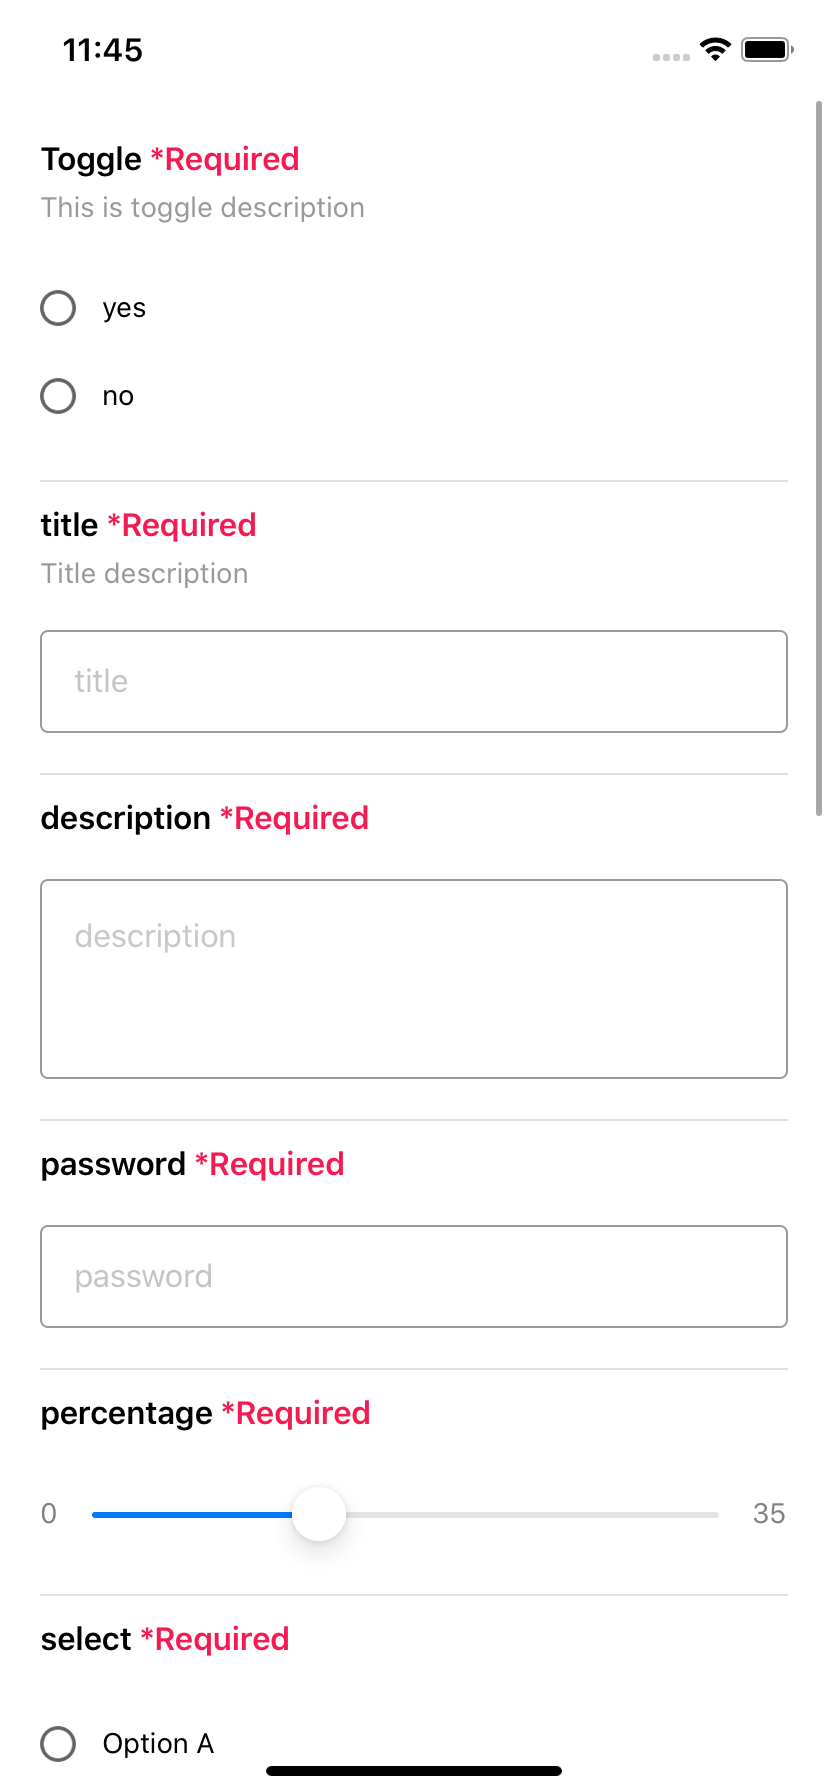 11:45
Toggle *Required
This is toggle description
yes
no
title *Required
Title description
title
description *Required
description
password *Required
password
percentage *Required
0 35
select *Required
Option A